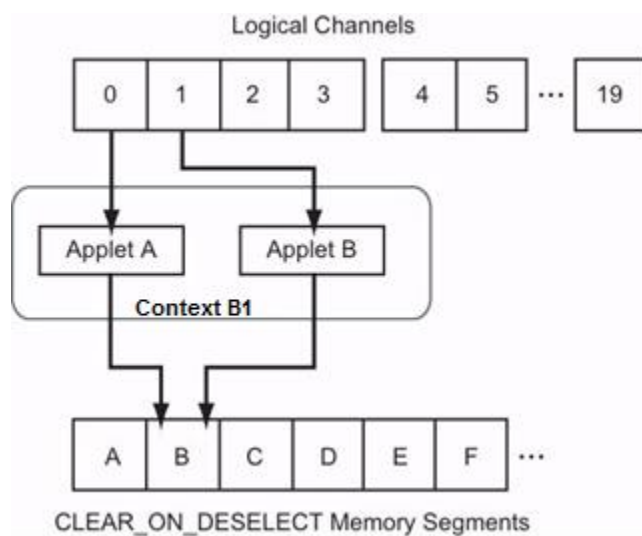 Logical Channels
0 1 2 3 4 5 ... 19
Applet A Applet B
Context B1
A B C D E F ...
CLEAR_ON_DESELECT Memory Segments